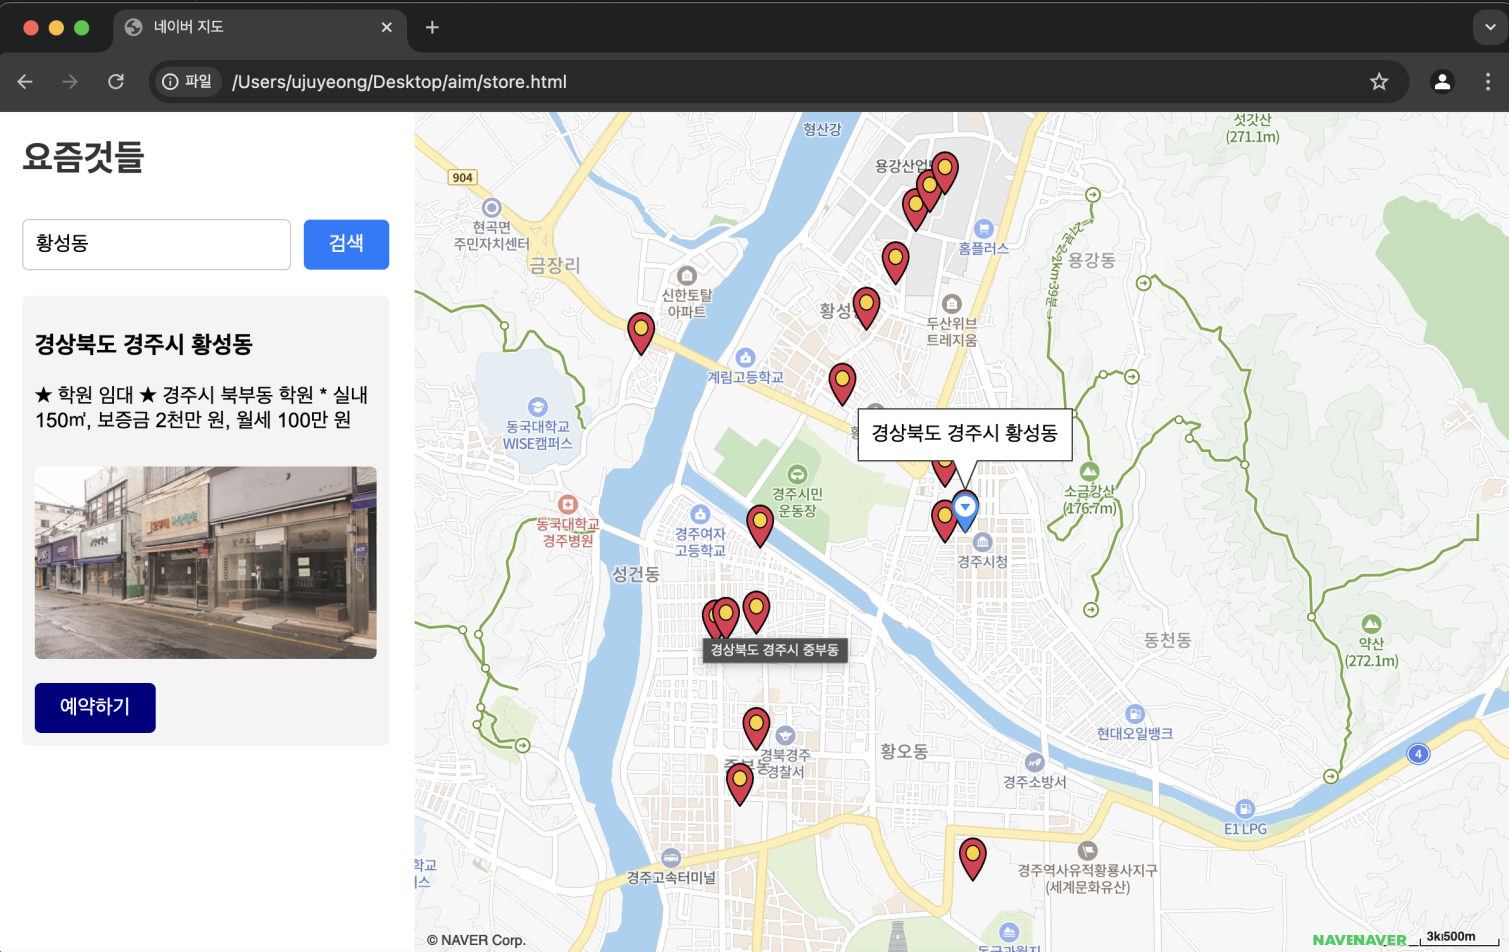 네이버 지도
파일
/Users/ujuyeong/Desktop/aim/store.html
요즘것들
황성동
검색
경상북도 경주시 황성동
★ 학원 임대 ★ 경주시 북부동 학원 * 실내
150㎡, 보증금 2천만 원, 월세 100만 원
예약하기
형산강
섯갓산
(271.1m)
용강산업단
904
현곡면
주민자치센터
홈플러스
금장리
용강동
신한토탈
아파트
황성
두산위브
트레지움
계림고등학교
동국대학교
WISE캠퍼스
경상북도 경주시 황성동
소금강산
(176.7m)
경주시민
운동장
동국대학교
경주병원
경주여자
고등학교
경주시청
성건동
경상북도 경주시 중부동
동천동
약산
(272.1m)
현대오일뱅크
경북경주
경찰서
황오동
4
경주소방서
E1 LPG
학교
스
경주고속터미널
경주역사유적황룡사지구
(세계문화유산)
© NAVER Corp.
NAVENAVER
500m